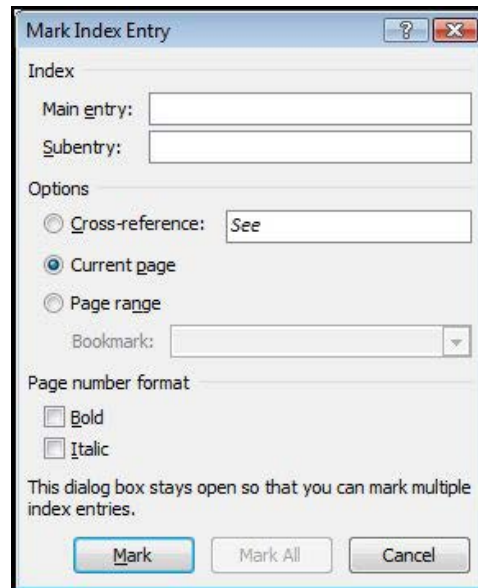 Mark Index Entry
Index
Main entry:
Subentry:
Options
Cross-reference: See
Current page
Page range
Bookmark:
Page number format
Bold
Italic
This dialog box stays open so that you can mark multiple
index entries.
Mark Mark All Cancel